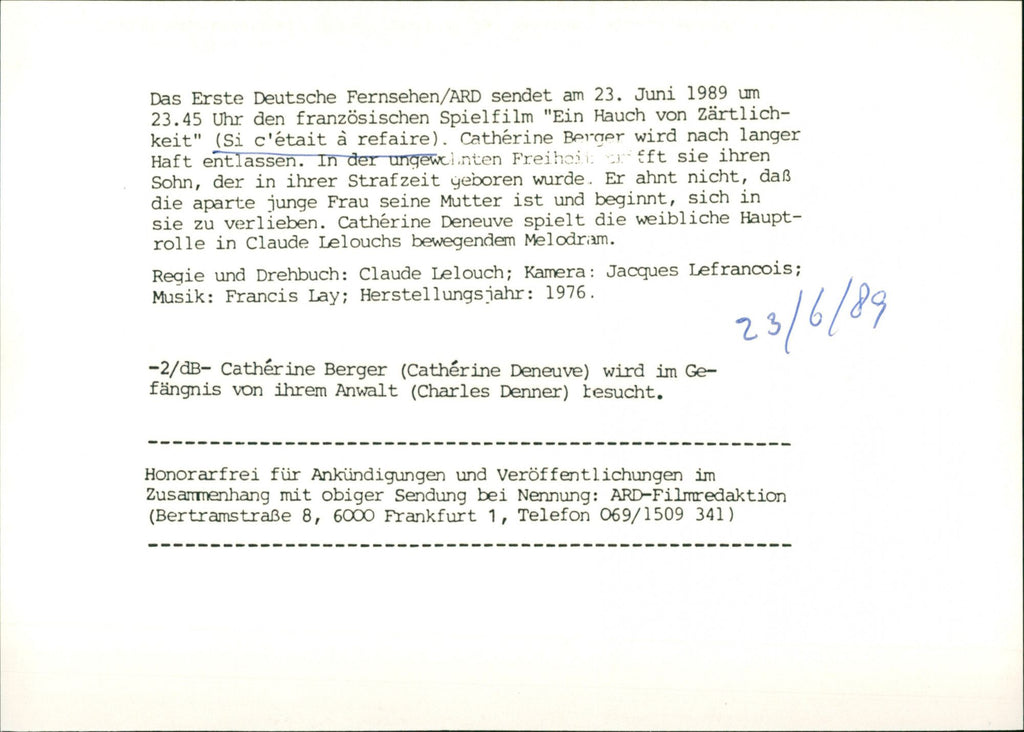 Das Erste Deutsche Fernsehen/ARD sendet am 23. Juni 1989 um
23.45 Uhr den französischen Spielfilm "Ein Hauch von Zärtlich-
keit" (Si c'était à refaire). Cathérine Berger wird nach langer
Haft entlassen. In der ungewohnten Freiheit trifft sie ihren
Sohn, der in ihrer Strafzeit geboren wurde. Er ahnt nicht, daß
die aparte junge Frau seine Mutter ist und beginnt, sich in
sie zu verlieben. Cathérine Deneuve spielt die weibliche Haupt-
rolle in Claude Lelouchs bewegendem Melodram.
Regie und Drehbuch: Claude Lelouch; Kamera: Jacques Lefrancois;
Musik: Francis Lay; Herstellungsjahr: 1976.
23/6/89
-2/dB- Cathérine Berger (Cathérine Deneuve) wird im Ge-
fängnis von ihrem Anwalt (Charles Denner) besucht.
Honorarfrei für Ankündigungen und Veröffentlichungen im
Zusammenhang mit obiger Sendung bei Nennung: ARD-Filmredaktion
(Bertramstraße 8, 6000 Frankfurt 1, Telefon 069/1509 341)